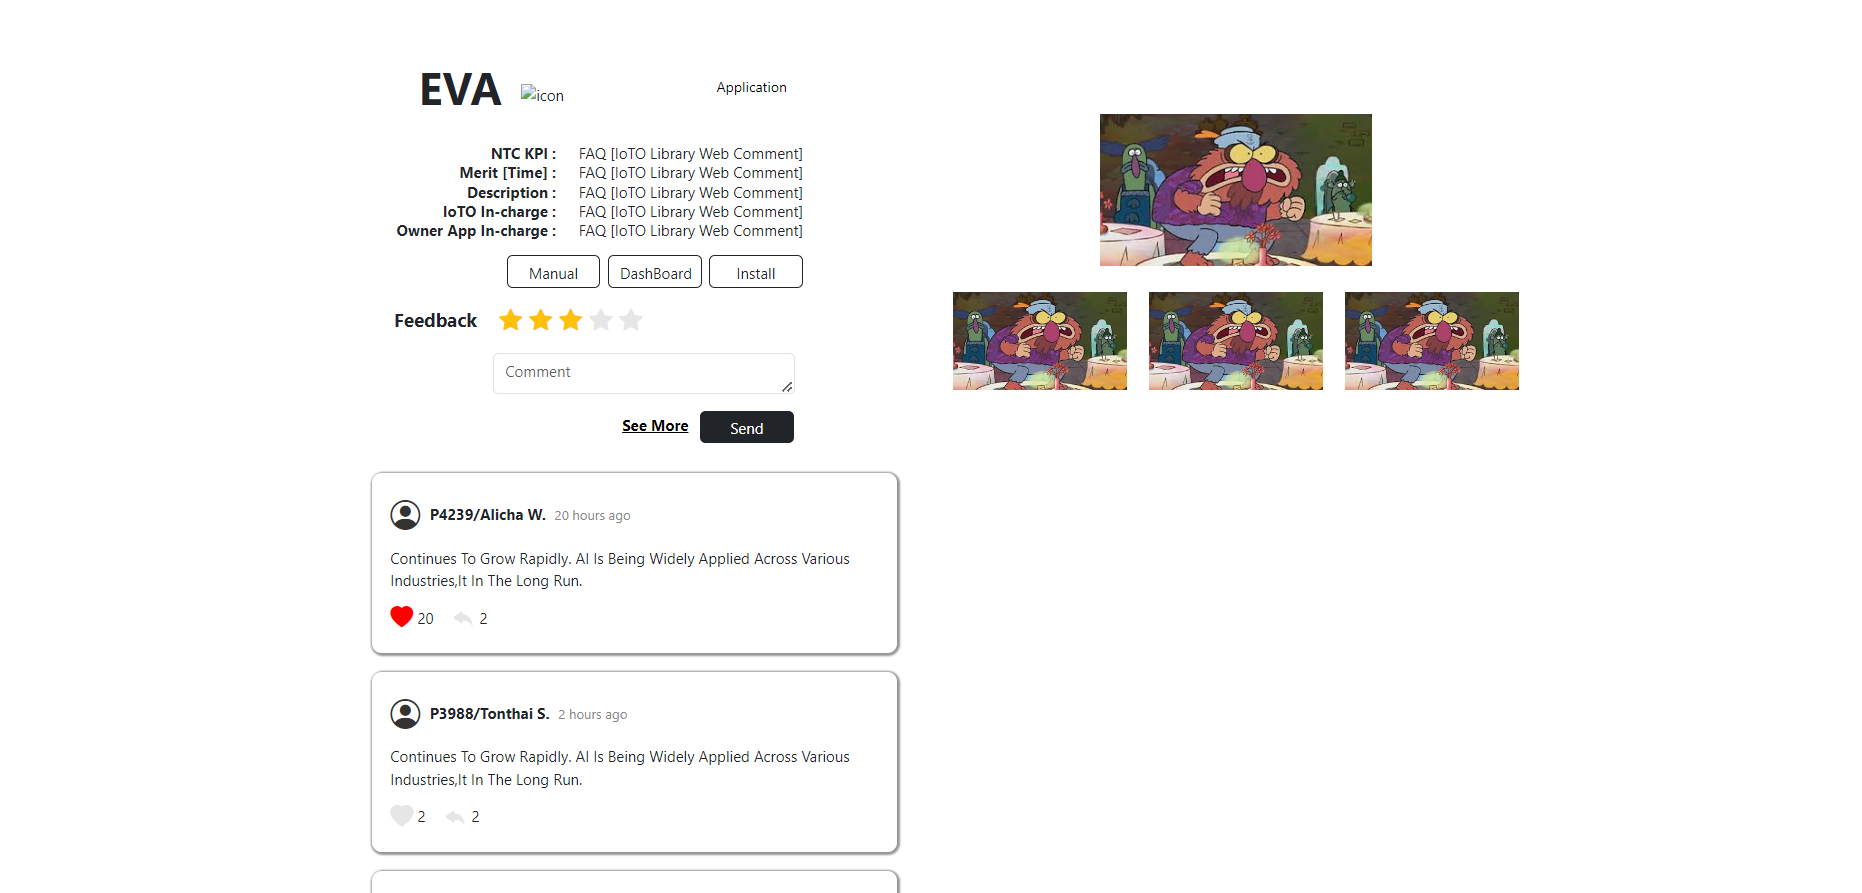 EVA icon Application
NTC KPI : FAQ [IoTO Library Web Comment]
Merit [Time] : FAQ [IoTO Library Web Comment]
Description : FAQ [IoTO Library Web Comment]
IoTO In-charge : FAQ [IoTO Library Web Comment]
Owner App In-charge : FAQ [IoTO Library Web Comment]
Manual DashBoard Install
Feedback
Comment
See More Send
P4239/Alicha W. 20 hours ago
Continues To Grow Rapidly. AI Is Being Widely Applied Across Various
Industries,It In The Long Run.
20 2
P3988/Tonthai S. 2 hours ago
Continues To Grow Rapidly. AI Is Being Widely Applied Across Various
Industries,It In The Long Run.
2 2